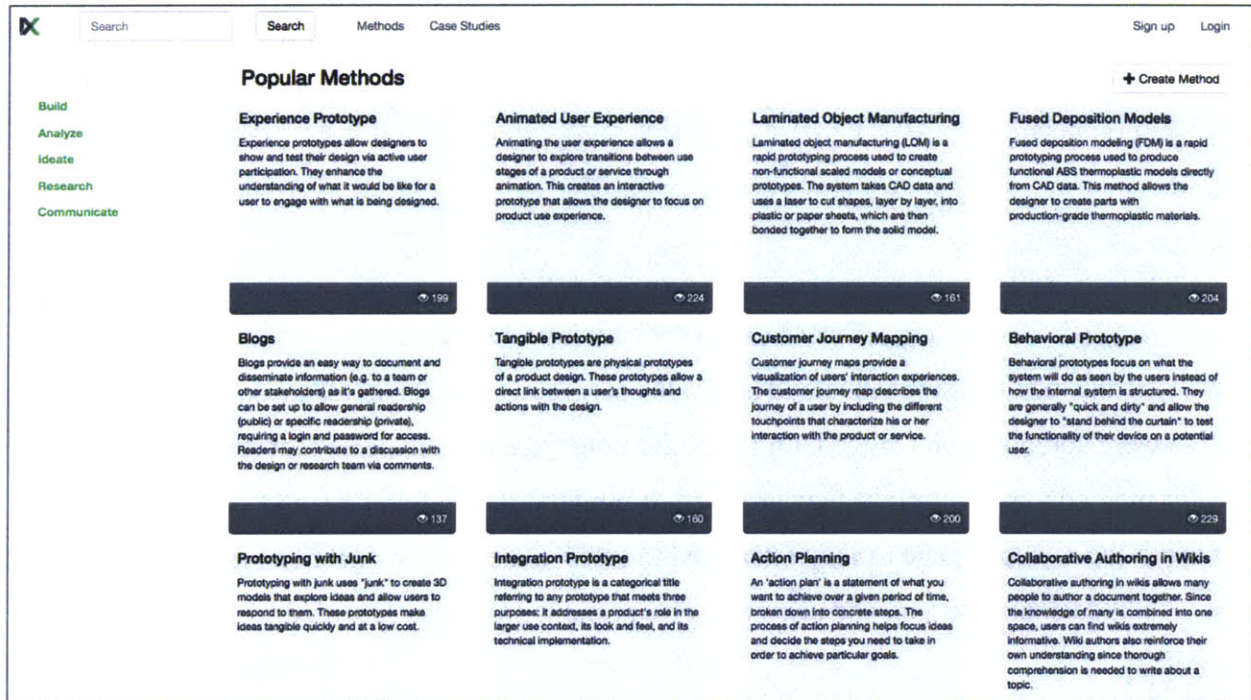 Search
Search
Methods
Case Studies
Sign up
Login
Popular Methods
+ Create Method
Build
Analyze
Ideate
Research
Communicate
Experience Prototype
Experience prototypes allow designers to
show and test their design via active user
participation. They enhance the
understanding of what it would be like for a
user to engage with what is being designed.
199
Animated User Experience
Animating the user experience allows a
designer to explore transitions between use
stages of a product or service through
animation. This creates an interactive
prototype that allows the designer to focus on
product use experience.
224
Laminated Object Manufacturing
Laminated object manufacturing (LOM) is a
rapid prototyping process used to create
non-functional scaled models or conceptual
prototypes. The system takes CAD data and
uses a laser to cut shapes, layer by layer, into
plastic or paper sheets, which are then
bonded together to form the solid model.
161
Fused Deposition Models
Fused deposition modeling (FDM) is a rapid
prototyping process used to produce
functional ABS thermoplastic models directly
from CAD data. This method allows the
designer to create parts with
production-grade thermoplastic materials.
204
Blogs
Blogs provide an easy way to document and
disseminate information (e.g. to a team or
other stakeholders) as it's gathered. Blogs
can be set up to allow general readership
(public) or specific readership (private),
requiring a login and password for access.
Readers may contribute to a discussion with
the design or research team via comments.
137
Tangible Prototype
Tangible prototypes are physical prototypes
of a product design. These prototypes allow a
direct link between a user's thoughts and
actions with the design.
160
Customer Journey Mapping
Customer journey maps provide a
visualization of users' interaction experiences.
The customer journey map describes the
journey of a user by including the different
touchpoints that characterize his or her
interaction with the product or service.
200
Behavioral Prototype
Behavioral prototypes focus on what the
system will do as seen by the users instead of
how the internal system is structured. They
are generally "quick and dirty" and allow the
designer to "stand behind the curtain" to test
the functionality of their device on a potential
user.
229
Prototyping with Junk
Prototyping with junk uses "junk" to create 3D
models that explore ideas and allow users to
respond to them. These prototypes make
ideas tangible quickly and at a low cost.
Integration Prototype
Integration prototype is a categorical title
referring to any prototype that meets three
purposes: it addresses a product's role in the
larger use context, its look and feel, and its
technical implementation.
Action Planning
An 'action plan' is a statement of what you
want to achieve over a given period of time,
broken down into concrete steps. The
process of action planning helps focus ideas
and decide the steps you need to take in
order to achieve particular goals.
Collaborative Authoring in Wikis
Collaborative authoring in wikis allows many
people to author a document together. Since
the knowledge of many is combined into one
space, users can find wikis extremely
informative. Wiki authors also reinforce their
own understanding since thorough
comprehension is needed to write about a
topic.